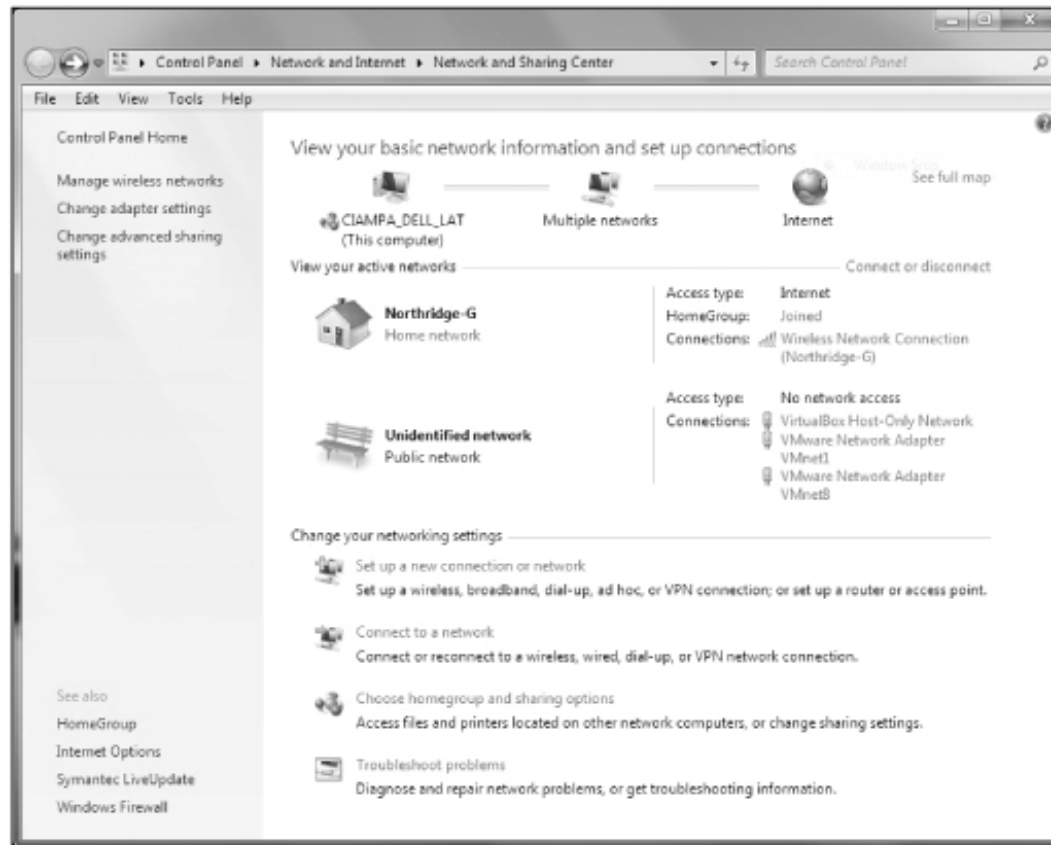 Control Panel ▸ Network and Internet ▸ Network and Sharing Center
Search Control Panel
File Edit View Tools Help
Control Panel Home
Manage wireless networks
Change adapter settings
Change advanced sharing
settings
See also
HomeGroup
Internet Options
Symantec LiveUpdate
Windows Firewall
View your basic network information and set up connections
Window Snip
See full map
CIAMPA_DELL_LAT
(This computer)
Multiple networks
Internet
View your active networks
Connect or disconnect
Northridge-G
Home network
Access type: Internet
HomeGroup: Joined
Connections: Wireless Network Connection
(Northridge-G)
Unidentified network
Public network
Access type: No network access
Connections: VirtualBox Host-Only Network
VMware Network Adapter
VMnet1
VMware Network Adapter
VMnet8
Change your networking settings
Set up a new connection or network
Set up a wireless, broadband, dial-up, ad hoc, or VPN connection; or set up a router or access point.
Connect to a network
Connect or reconnect to a wireless, wired, dial-up, or VPN network connection.
Choose homegroup and sharing options
Access files and printers located on other network computers, or change sharing settings.
Troubleshoot problems
Diagnose and repair network problems, or get troubleshooting information.